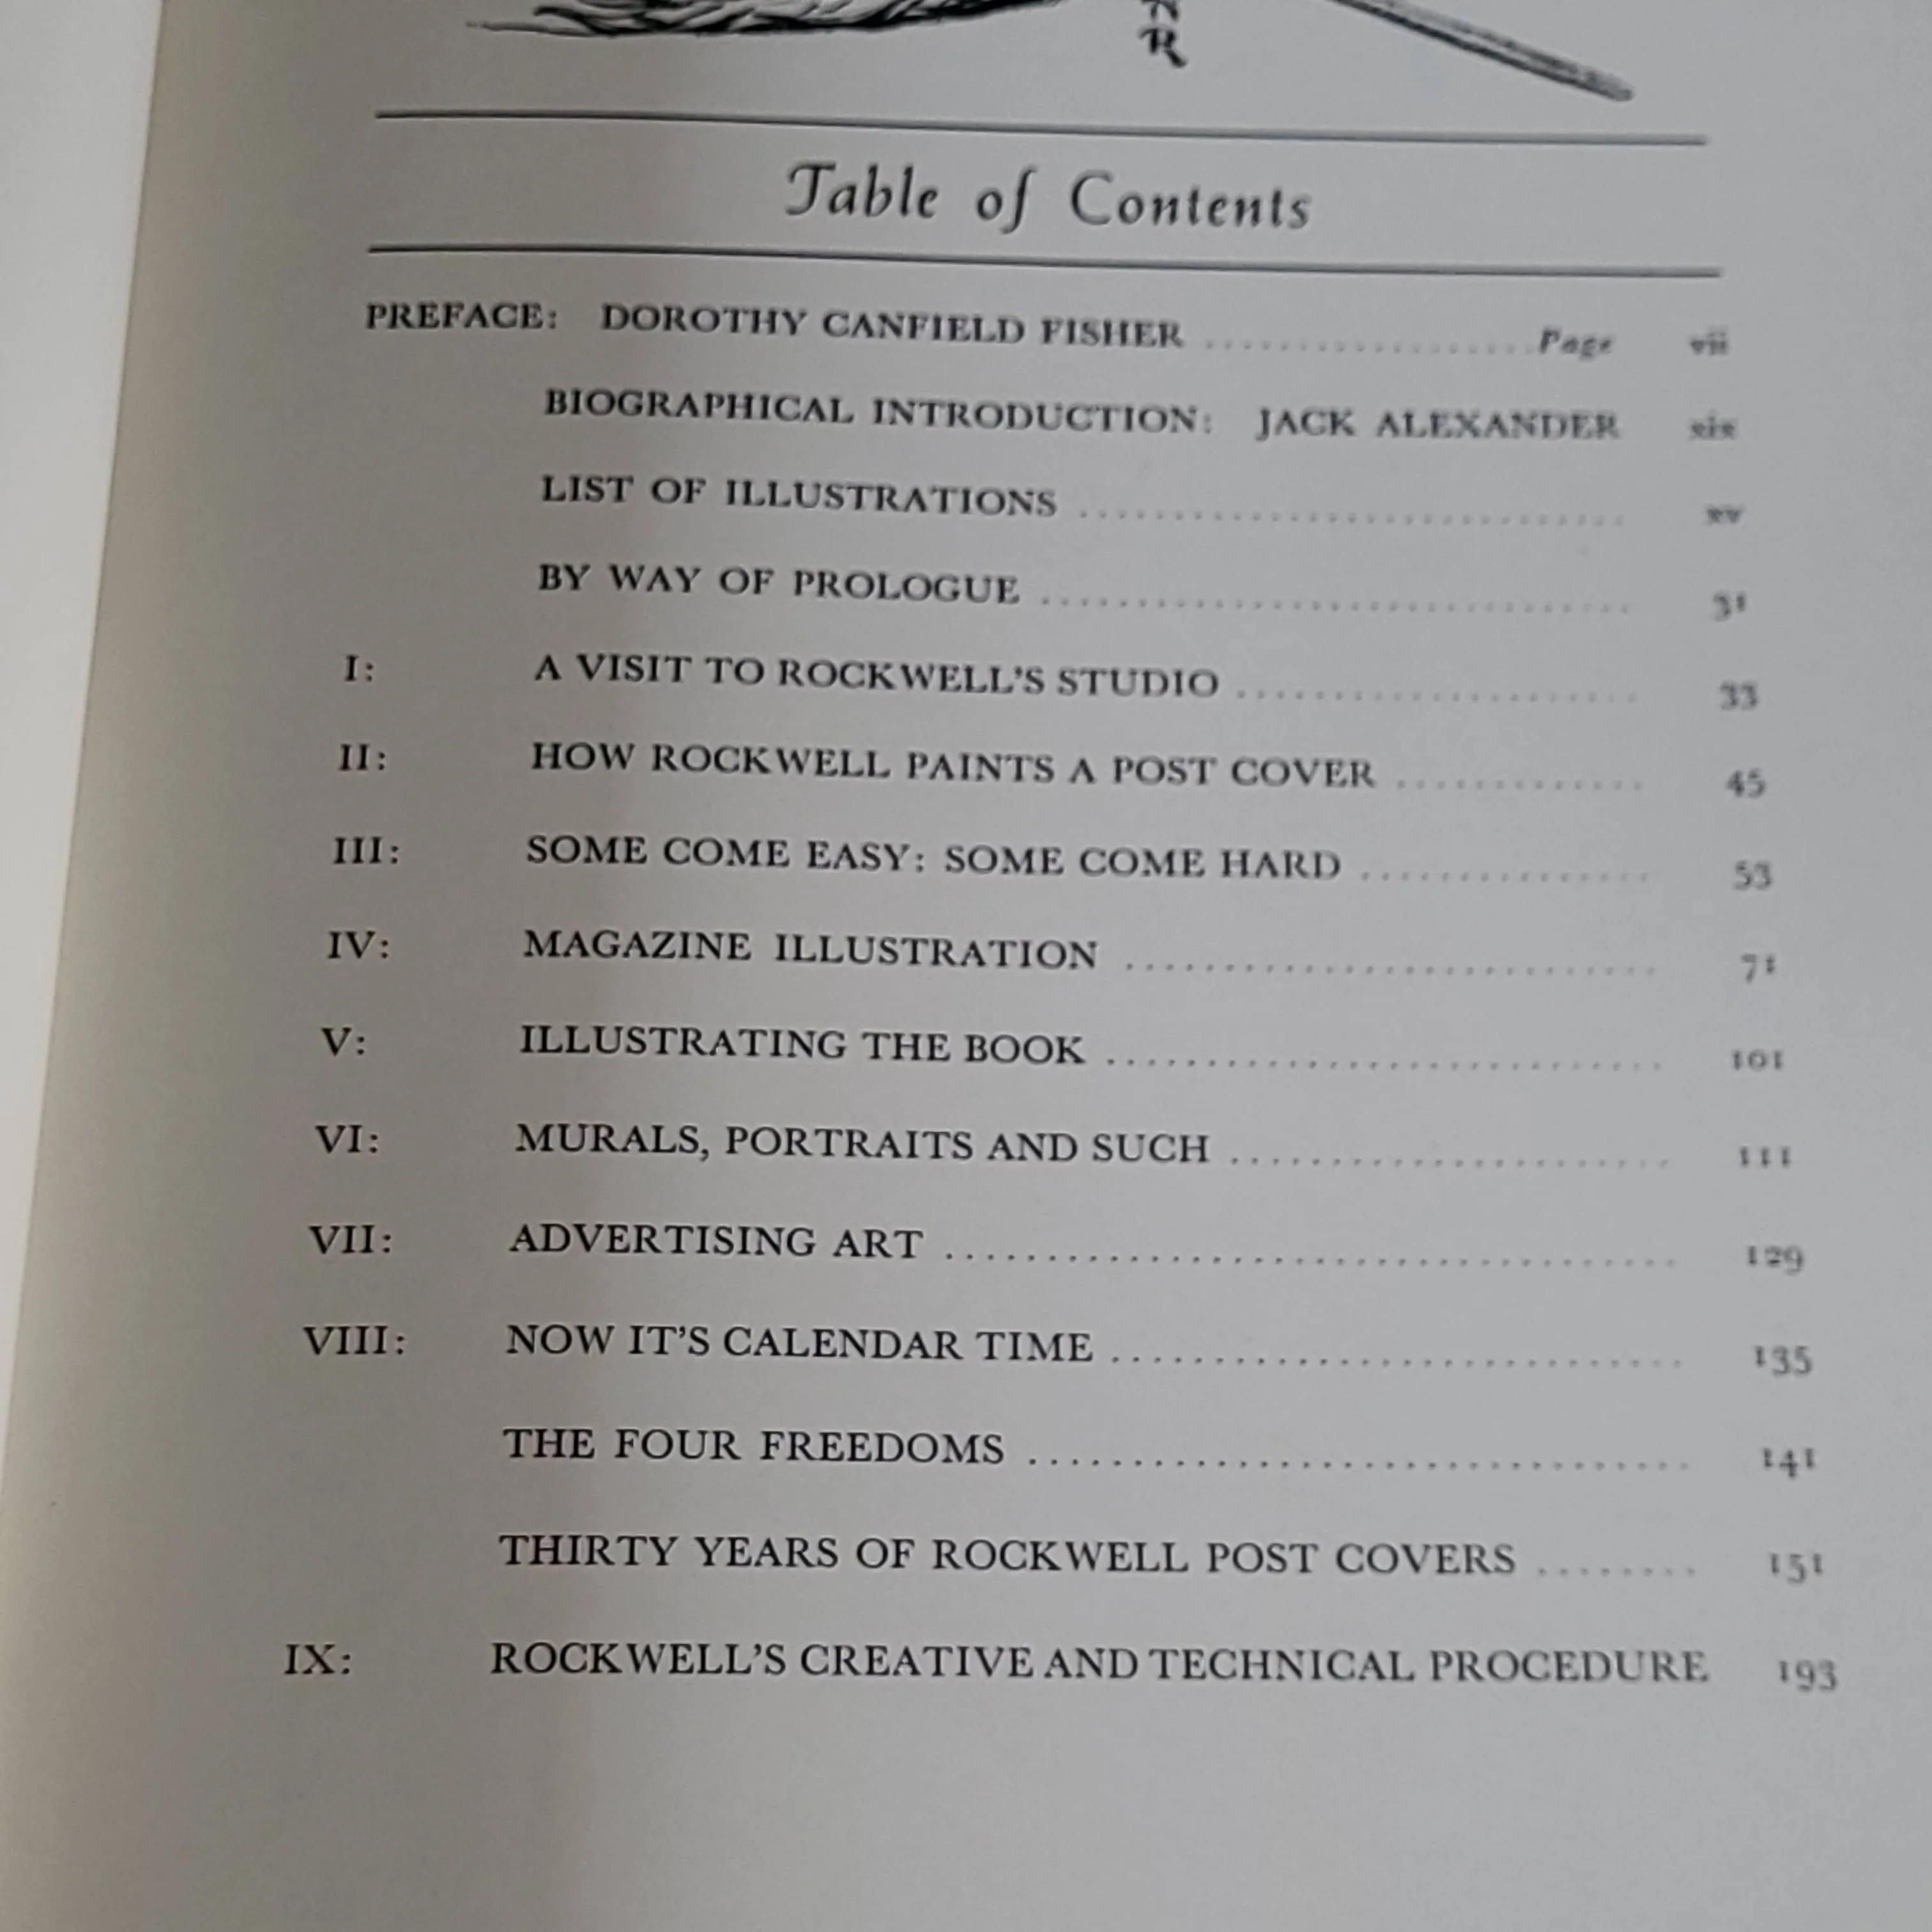 NR
Table of Contents
PREFACE: DOROTHY CANFIELD FISHER ................... Page vii
BIOGRAPHICAL INTRODUCTION: JACK ALEXANDER xix
LIST OF ILLUSTRATIONS ............................. xv
BY WAY OF PROLOGUE ............................... 31
I: A VISIT TO ROCKWELL'S STUDIO ..................... 33
II: HOW ROCKWELL PAINTS A POST COVER ............. 45
III: SOME COME EASY: SOME COME HARD ............... 53
IV: MAGAZINE ILLUSTRATION ........................... 71
V: ILLUSTRATING THE BOOK ............................ 101
VI: MURALS, PORTRAITS AND SUCH ...................... 111
VII: ADVERTISING ART .................................. 129
VIII: NOW IT'S CALENDAR TIME ............................ 135
THE FOUR FREEDOMS ................................ 141
THIRTY YEARS OF ROCKWELL POST COVERS ........ 151
IX: ROCKWELL'S CREATIVE AND TECHNICAL PROCEDURE 193